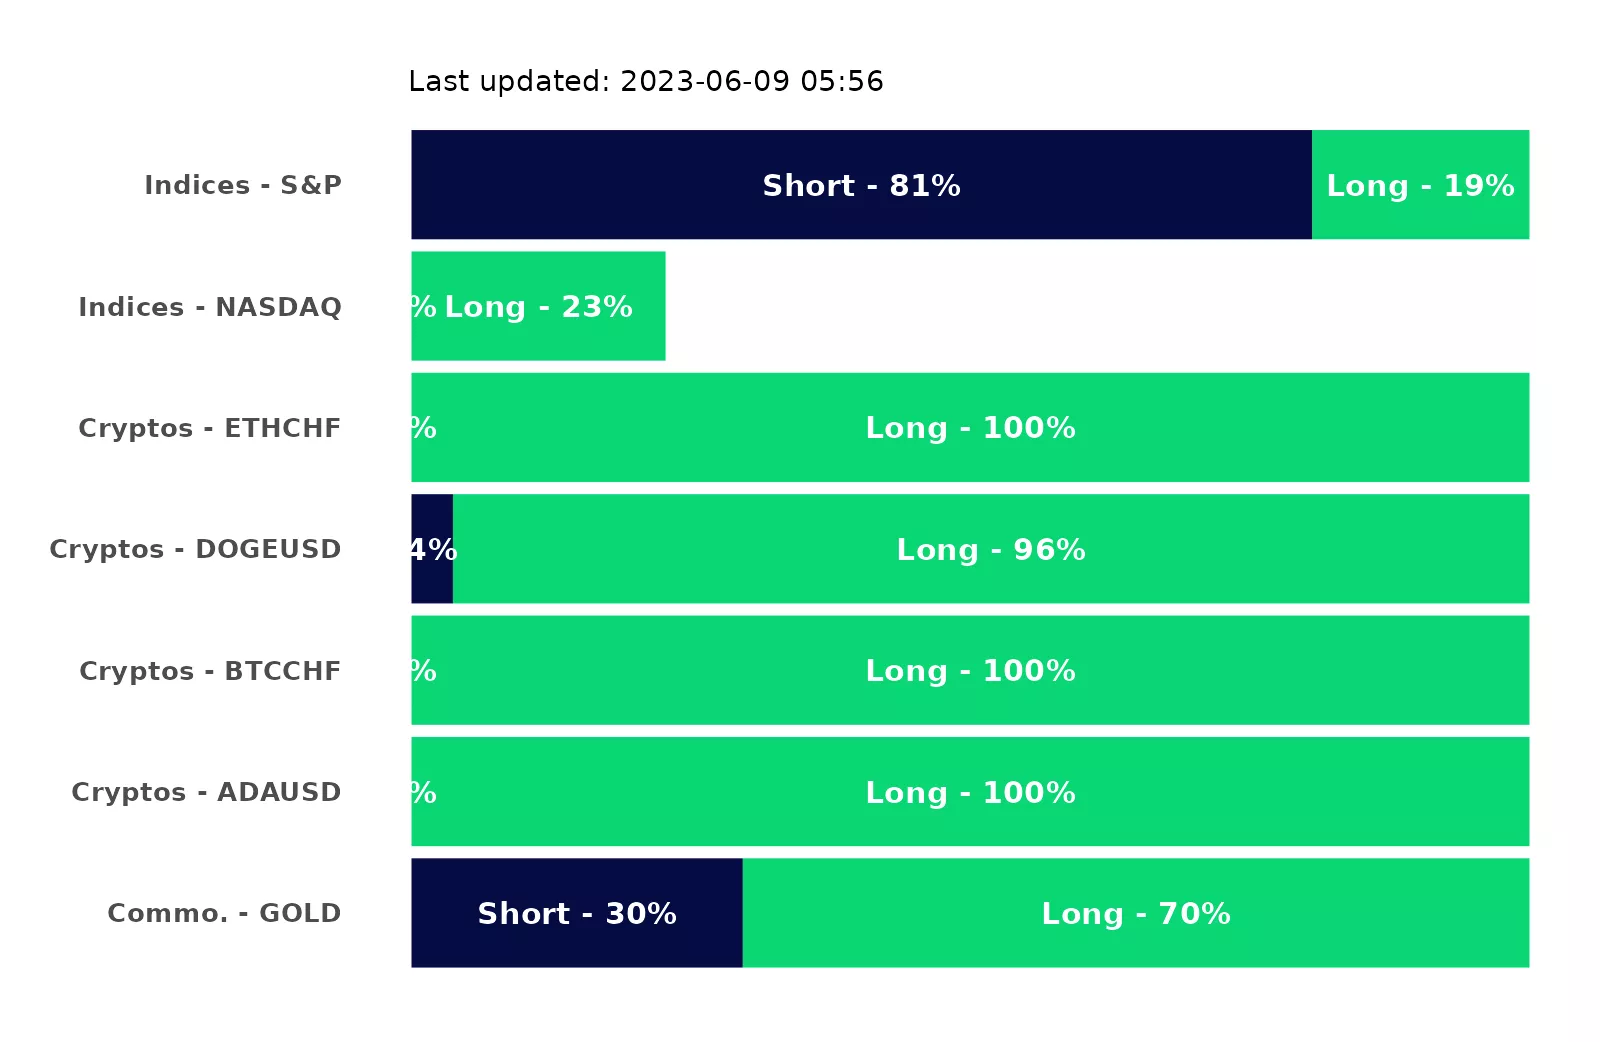 Last updated: 2023-06-09 05:56
Indices - S&P Short - 81% Long - 19%
Indices - NASDAQ % Long - 23%
Cryptos - ETHCHF % Long - 100%
Cryptos - DOGEUSD 4% Long - 96%
Cryptos - BTCCHF % Long - 100%
Cryptos - ADAUSD % Long - 100%
Commo. - GOLD Short - 30% Long - 70%